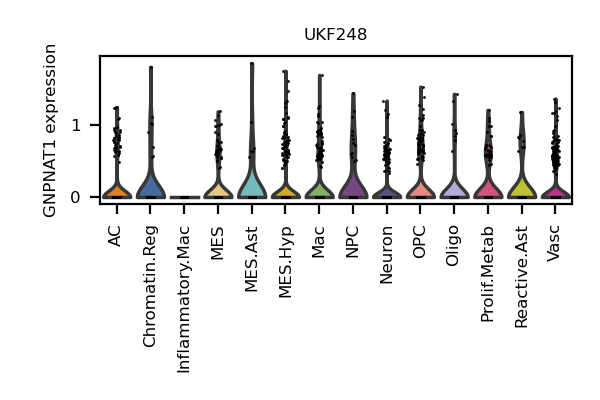 UKF248
GNPNAT1 expression
1
0
AC
Chromatin.Reg
Inflammatory.Mac
MES
MES.Ast
MES.Hyp
Mac
NPC
Neuron
OPC
Oligo
Prolif.Metab
Reactive.Ast
Vasc